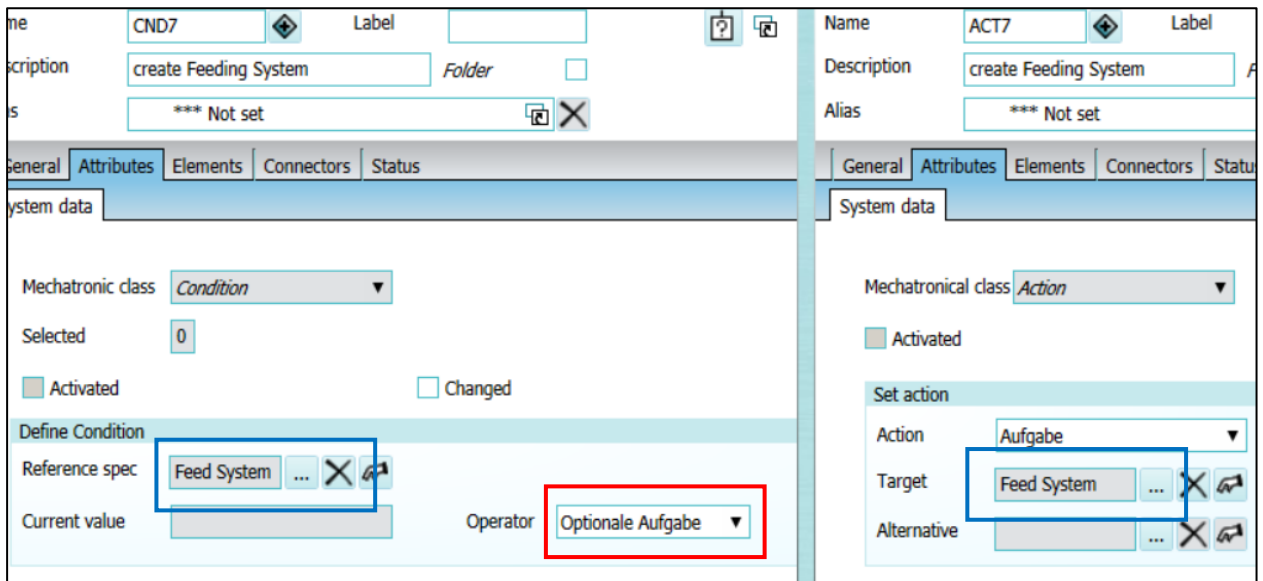 me CND7 Label
scription create Feeding System Folder
as *** Not set
General Attributes Elements Connectors Status
ystem data
Mechatronic class Condition
Selected 0
Activated Changed
Define Condition
Reference spec Feed System ...
Current value Operator Optionale Aufgabe
Name ACT7 Label
Description create Feeding System F
Alias *** Not set
General Attributes Elements Connectors Statu
System data
Mechatronical class Action
Activated
Set action
Action Aufgabe
Target Feed System ...
Alternative ...